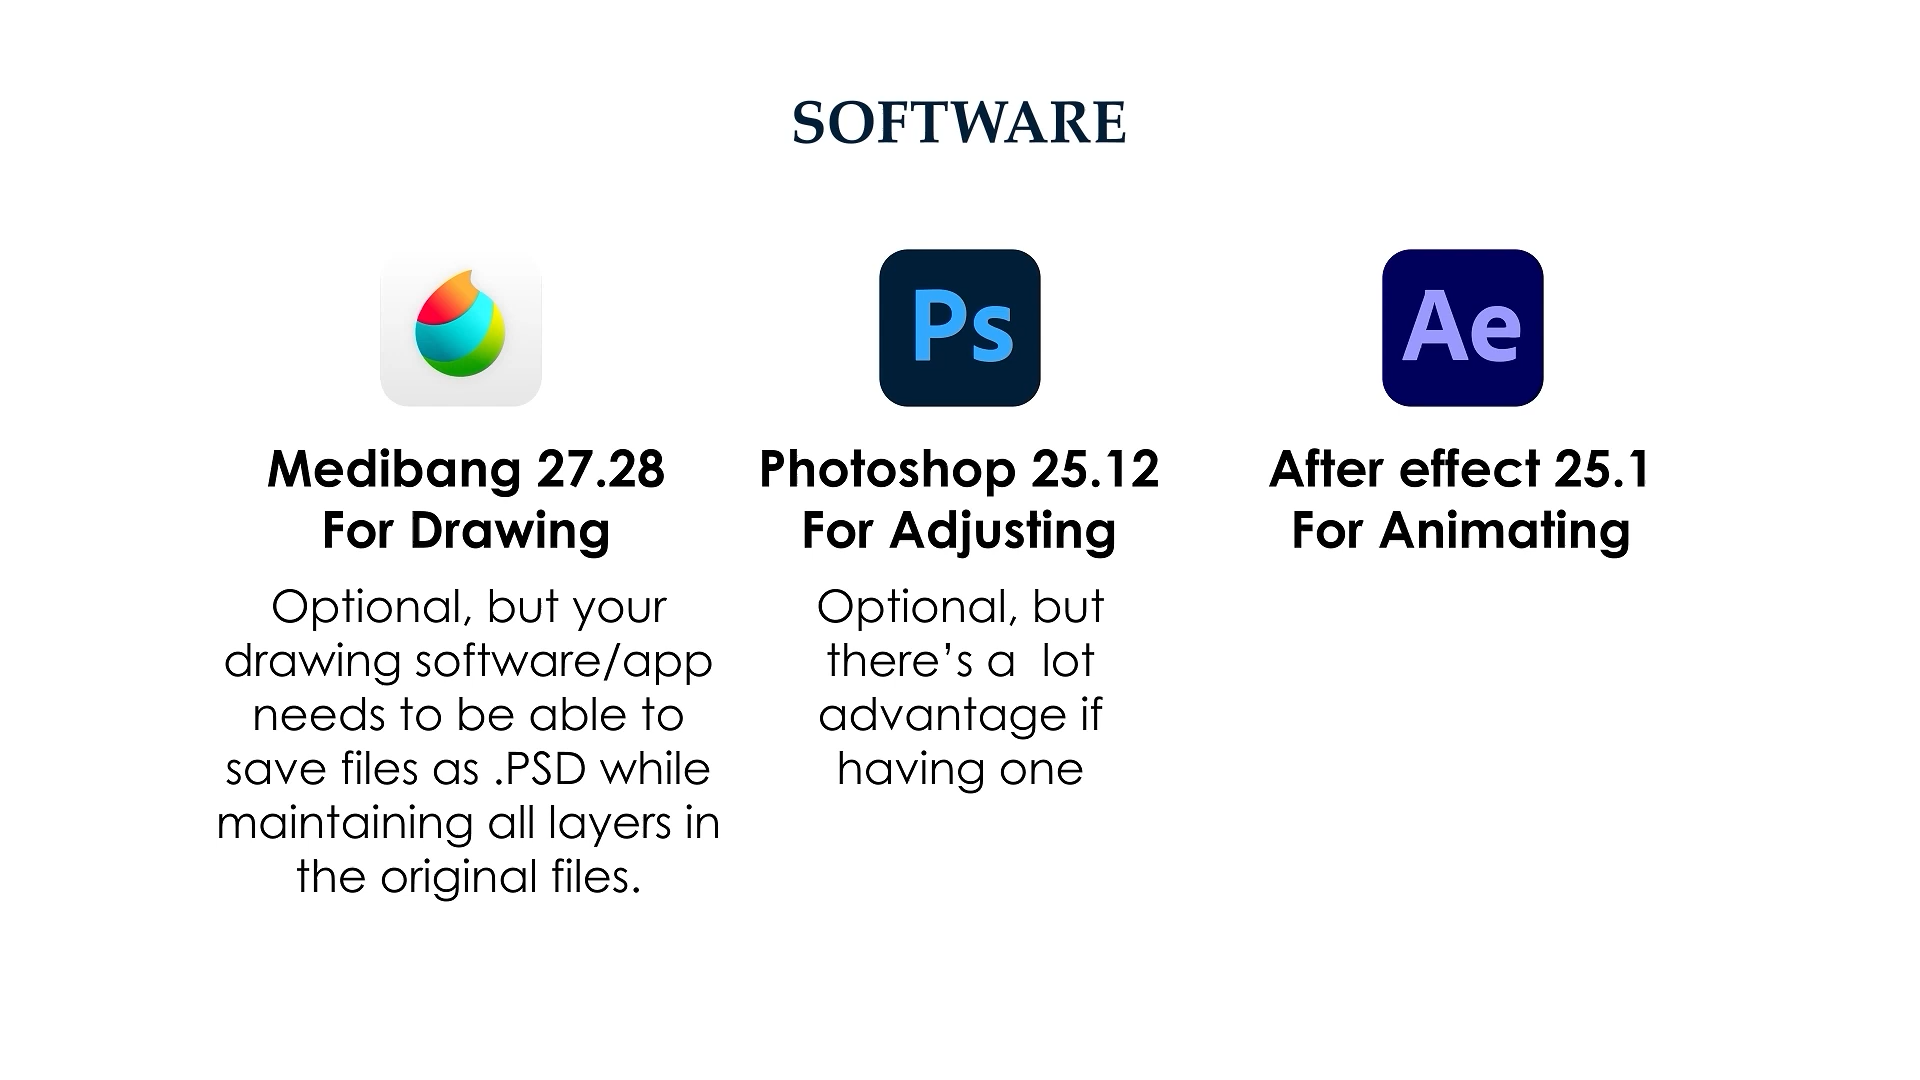 SOFTWARE
Ps
Ae
Medibang 27.28
For Drawing
Optional, but your
drawing software/app
needs to be able to
save files as .PSD while
maintaining all layers in
the original files.
Photoshop 25.12
For Adjusting
Optional, but
there’s a  lot
advantage if
having one
After effect 25.1
For Animating